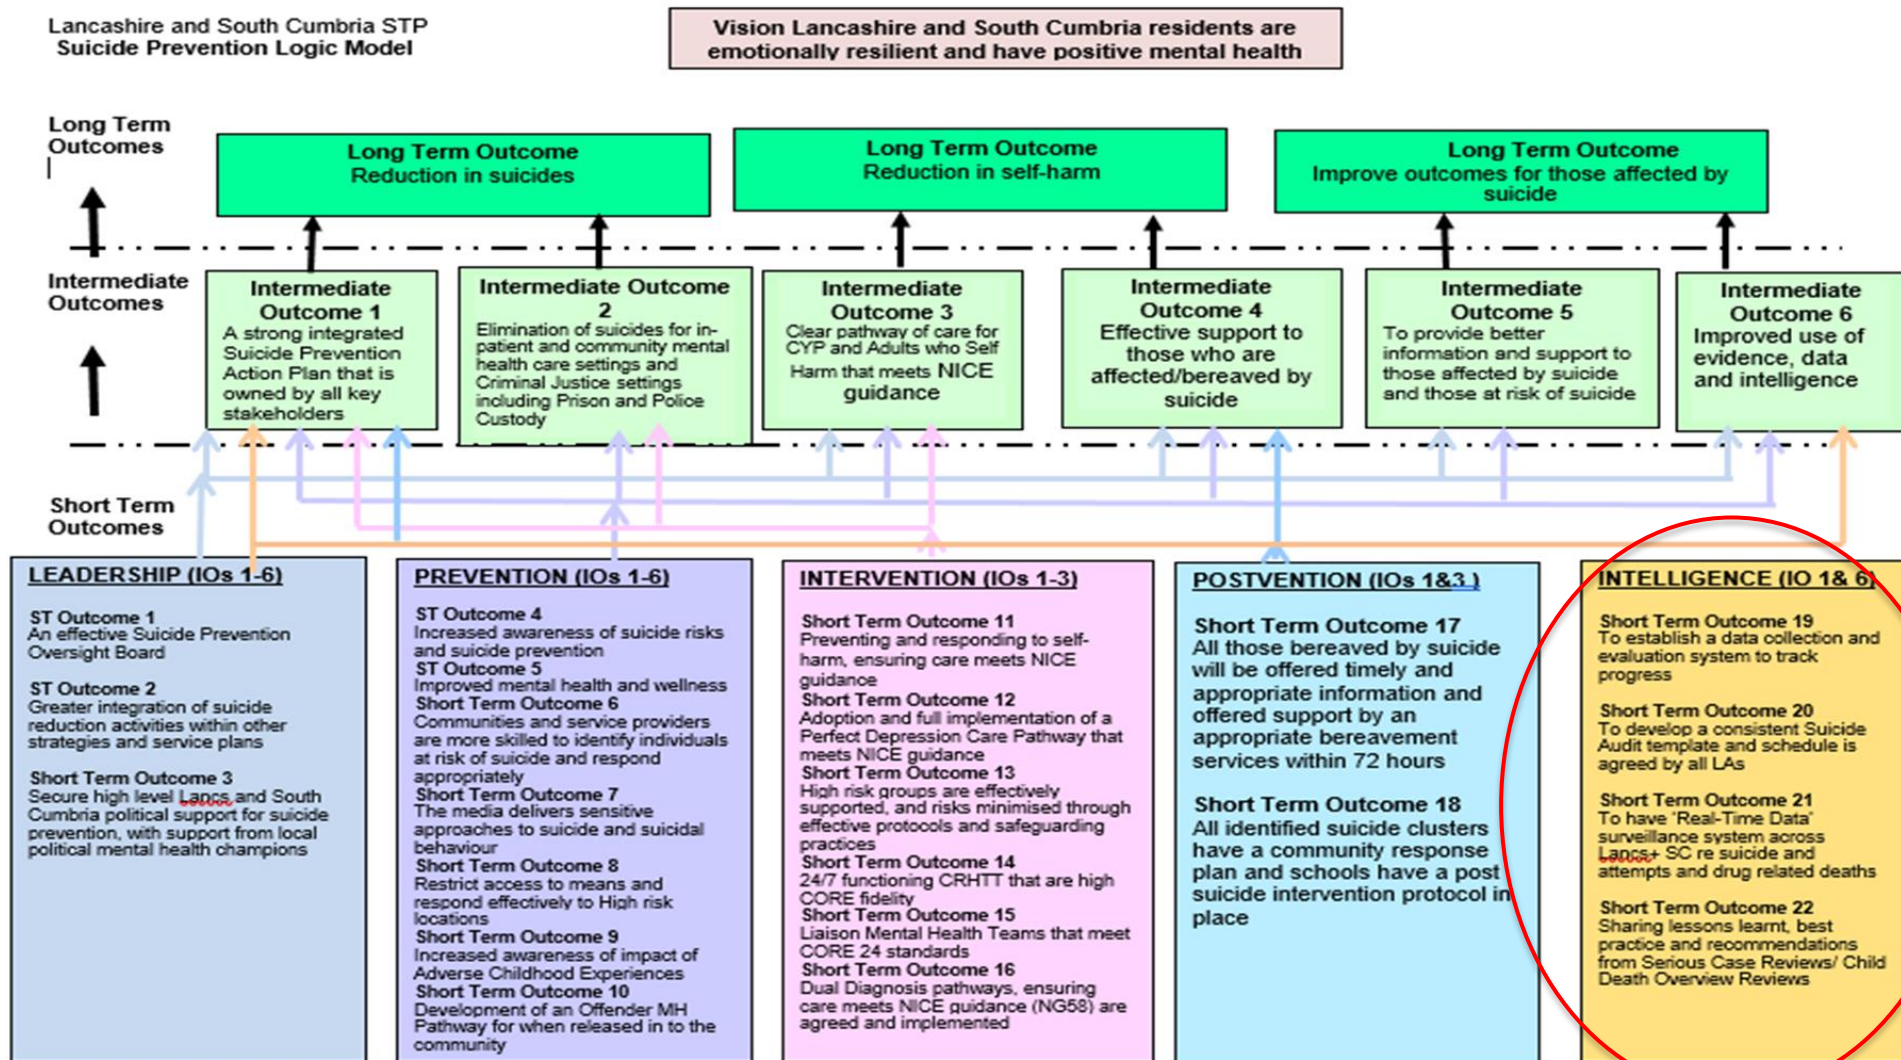 Lancashire and South Cumbria STP
Suicide Prevention Logic Model
Vision Lancashire and South Cumbria residents are
emotionally resilient and have positive mental health
Long Term
Outcomes
Long Term Outcome
Reduction in suicides
Long Term Outcome
Reduction in self-harm
Long Term Outcome
Improve outcomes for those affected by
suicide
Intermediate
Outcomes
Intermediate
Outcome 1
A strong integrated
Suicide Prevention
Action Plan that is
owned by all key
stakeholders
Intermediate Outcome
2
Elimination of suicides for in-
patient and community mental
health care settings and
Criminal Justice settings
including Prison and Police
Custody
Intermediate
Outcome 3
Clear pathway of care for
CYP and Adults who Self
Harm that meets NICE
guidance
Intermediate
Outcome 4
Effective support to
those who are
affected/bereaved by
suicide
Intermediate
Outcome 5
To provide better
information and support to
those affected by suicide
and those at risk of suicide
Intermediate
Outcome 6
Improved use of
evidence, data
and intelligence
Short Term
Outcomes
LEADERSHIP (IOs 1-6)
ST Outcome 1
An effective Suicide Prevention
Oversight Board
ST Outcome 2
Greater integration of suicide
reduction activities within other
strategies and service plans
Short Term Outcome 3
Secure high level Lancs and South
Cumbria political support for suicide
prevention, with support from local
political mental health champions
PREVENTION (IOs 1-6)
ST Outcome 4
Increased awareness of suicide risks
and suicide prevention
ST Outcome 5
Improved mental health and wellness
Short Term Outcome 6
Communities and service providers
are more skilled to identify individuals
at risk of suicide and respond
appropriately
Short Term Outcome 7
The media delivers sensitive
approaches to suicide and suicidal
behaviour
Short Term Outcome 8
Restrict access to means and
respond effectively to High risk
locations
Short Term Outcome 9
Increased awareness of impact of
Adverse Childhood Experiences
Short Term Outcome 10
Development of an Offender MH
Pathway for when released in to the
community
INTERVENTION (IOs 1-3)
Short Term Outcome 11
Preventing and responding to self-
harm, ensuring care meets NICE
guidance
Short Term Outcome 12
Adoption and full implementation of a
Perfect Depression Care Pathway that
meets NICE guidance
Short Term Outcome 13
High risk groups are effectively
supported, and risks minimised through
effective protocols and safeguarding
practices
Short Term Outcome 14
24/7 functioning CRHTT that are high
CORE fidelity
Short Term Outcome 15
Liaison Mental Health Teams that meet
CORE 24 standards
Short Term Outcome 16
Dual Diagnosis pathways, ensuring
care meets NICE guidance (NG58) are
agreed and implemented
POSTVENTION (IOs 1&3 )
Short Term Outcome 17
All those bereaved by suicide
will be offered timely and
appropriate information and
offered support by an
appropriate bereavement
services within 72 hours
Short Term Outcome 18
All identified suicide clusters
have a community response
plan and schools have a post
suicide intervention protocol in
place
INTELLIGENCE (IO 1& 6)
Short Term Outcome 19
To establish a data collection and
evaluation system to track
progress
Short Term Outcome 20
To develop a consistent Suicide
Audit template and schedule is
agreed by all LAs
Short Term Outcome 21
To have 'Real-Time Data'
surveillance system across
Lancs+ SC re suicide and
attempts and drug related deaths
Short Term Outcome 22
Sharing lessons learnt, best
practice and recommendations
from Serious Case Reviews/ Child
Death Overview Reviews